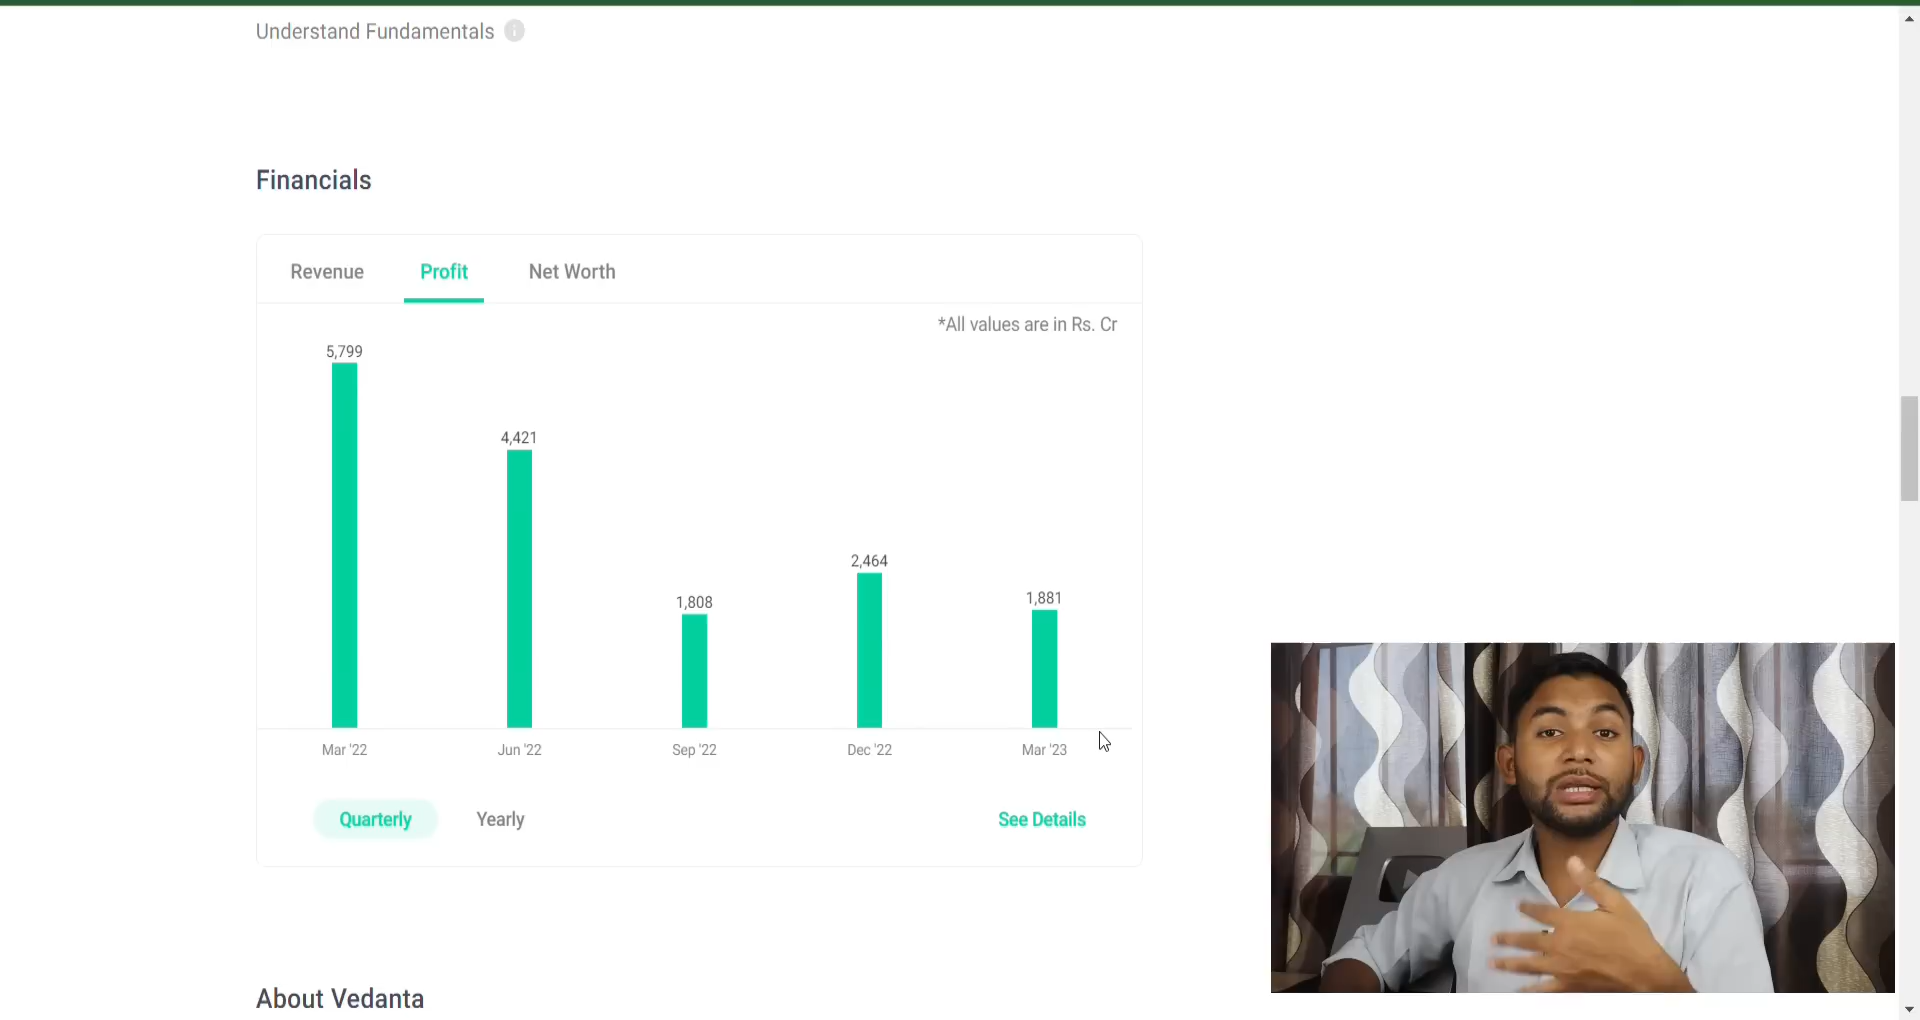 Understand Fundamentals
Financials
Revenue Profit Net Worth
*All values are in Rs. Cr
5,799
4,421
1,808
2,464
1,881
Mar '22 Jun '22 Sep '22 Dec '22 Mar '23
Quarterly Yearly See Details
About Vedanta